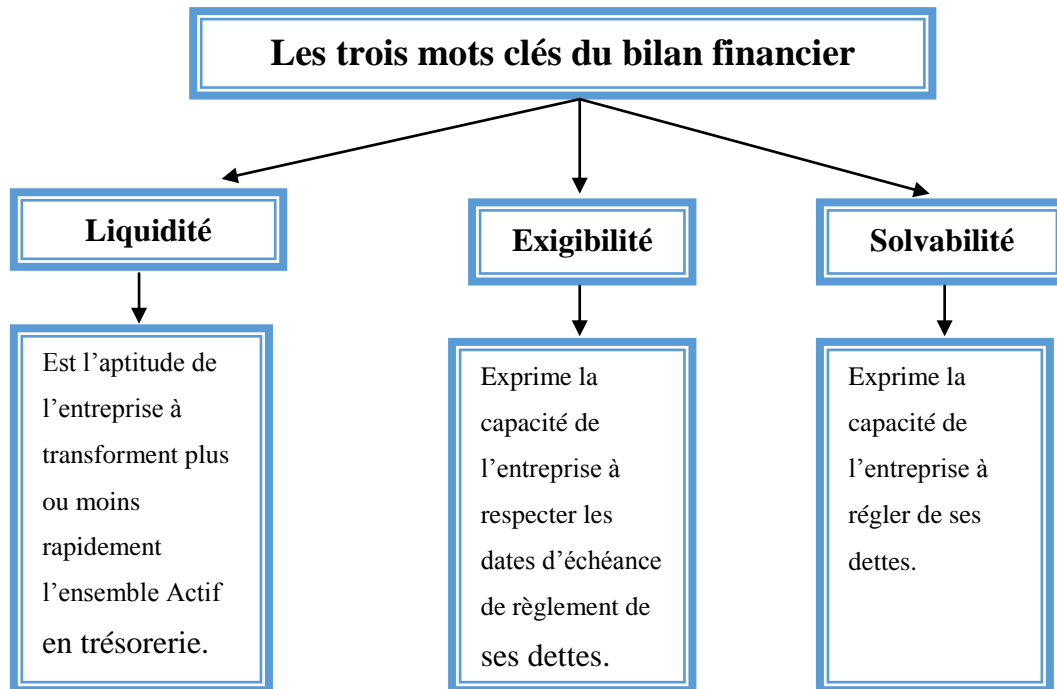 Les trois mots clés du bilan financier
Liquidité
Exigibilité
Solvabilité
Est l’aptitude de
l’entreprise à
transforment plus
ou moins
rapidement
l’ensemble Actif
en trésorerie.
Exprime la
capacité de
l’entreprise à
respecter les
dates d’échéance
de règlement de
ses dettes.
Exprime la
capacité de
l’entreprise à
régler de ses
dettes.